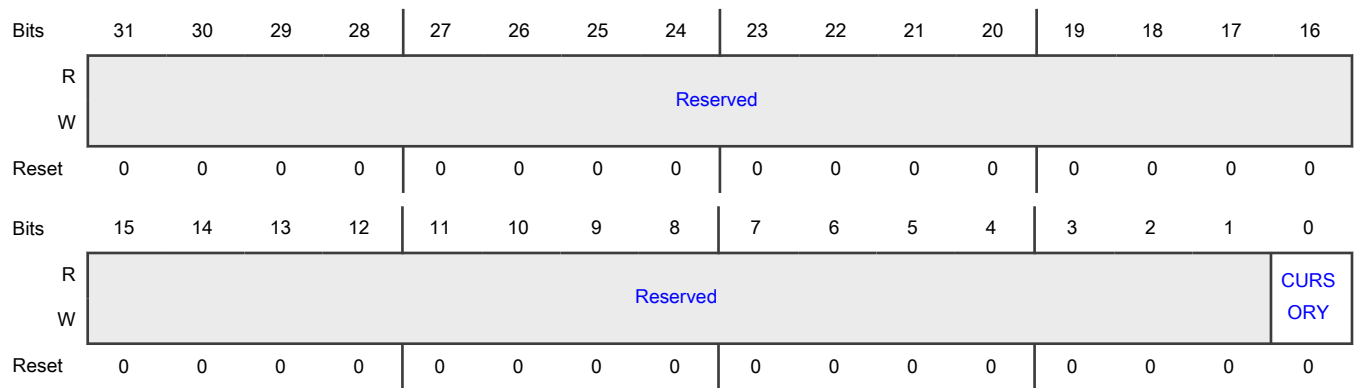 Bits 31 30 29 28 27 26 25 24 23 22 21 20 19 18 17 16
R
Reserved
W
Reset 0 0 0 0 0 0 0 0 0 0 0 0 0 0 0 0
Bits 15 14 13 12 11 10 9 8 7 6 5 4 3 2 1 0
R
Reserved
CURS
ORY
W
Reset 0 0 0 0 0 0 0 0 0 0 0 0 0 0 0 0